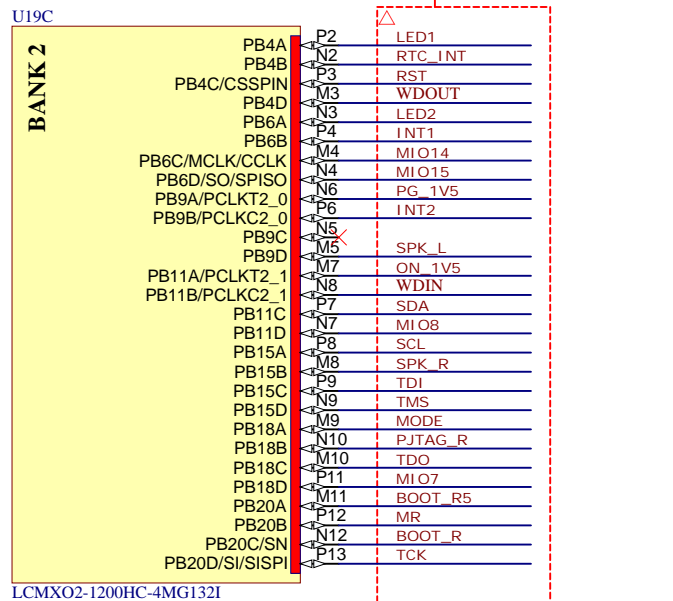 U19C
BANK 2
PB4A P2 LED1
PB4B N2 RTC_INT
PB4C/CSSPIN P3 RST
PB4D M3 WDOUT
PB6A N3 LED2
PB6B P4 INT1
PB6C/MCLK/CCLK M4 MIO14
PB6D/SO/SPISO N4 MIO15
PB9A/PCLKT2_0 N6 PG_1V5
PB9B/PCLKC2_0 P6 INT2
PB9C N5
PB9D M5 SPK_L
PB11A/PCLKT2_1 M7 ON_1V5
PB11B/PCLKC2_1 N8 WDIN
PB11C P7 SDA
PB11D N7 MIO8
PB15A P8 SCL
PB15B M8 SPK_R
PB15C P9 TDI
PB15D N9 TMS
PB18A M9 MODE
PB18B N10 PJTAG_R
PB18C M10 TDO
PB18D P11 MIO7
PB20A M11 BOOT_R5
PB20B P12 MR
PB20C/SN N12 BOOT_R
PB20D/SI/SISPI P13 TCK
LCMXO2-1200HC-4MG132I